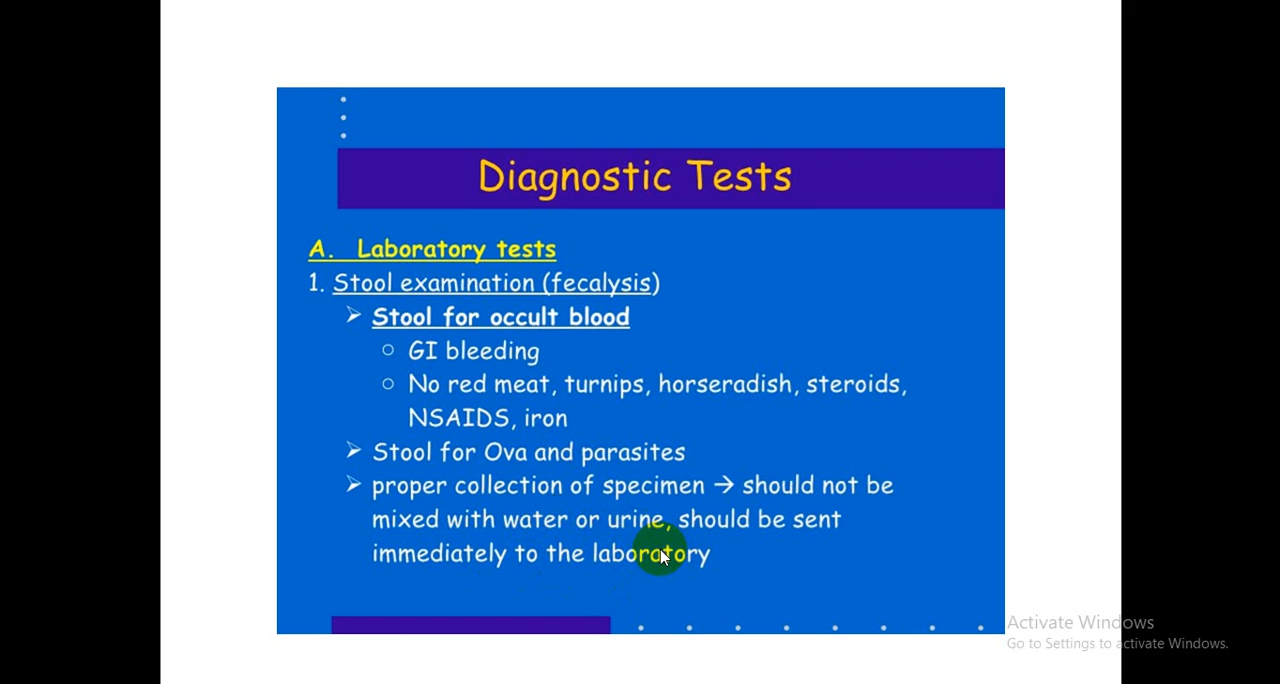 Diagnostic Tests
A. Laboratory tests
1. Stool examination (fecalysis)
➢ Stool for occult blood
○ GI bleeding
○ No red meat, turnips, horseradish, steroids,
NSAIDS, iron
➢ Stool for Ova and parasites
➢ proper collection of specimen → should not be
mixed with water or urine, should be sent
immediately to the laboratory
Activate Windows
Go to Settings to activate Windows.